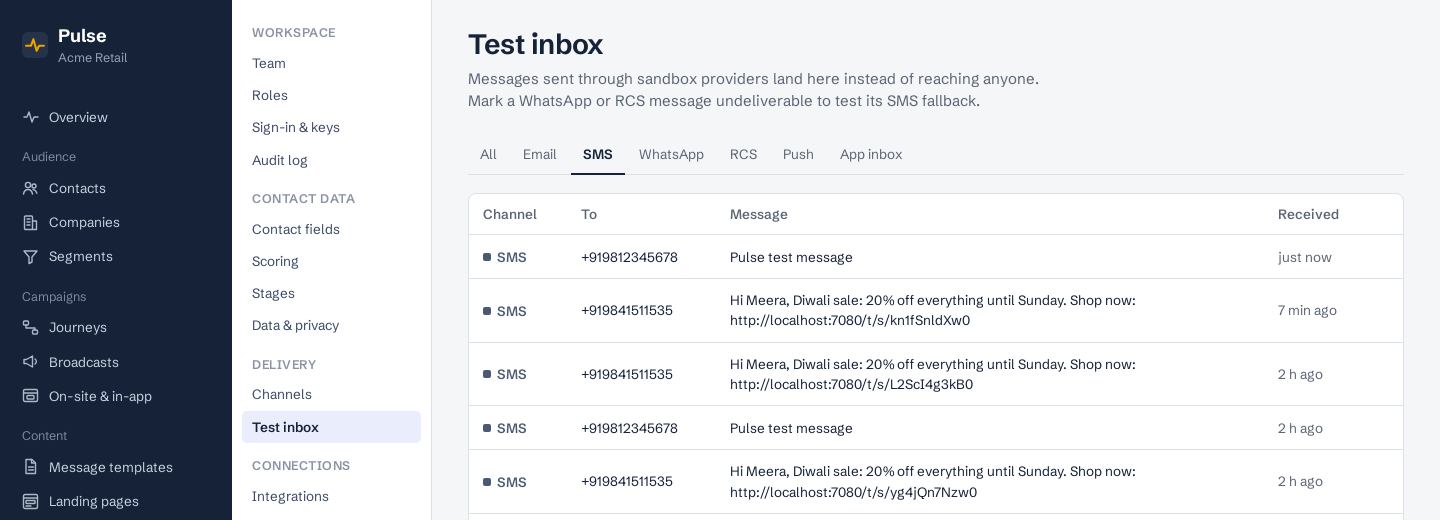 Pulse
Acme Retail
Overview
Audience
Contacts
Companies
Segments
Campaigns
Journeys
Broadcasts
On-site & in-app
Content
Message templates
Landing pages
WORKSPACE
Team
Roles
Sign-in & keys
Audit log
CONTACT DATA
Contact fields
Scoring
Stages
Data & privacy
DELIVERY
Channels
Test inbox
CONNECTIONS
Integrations
Test inbox
Messages sent through sandbox providers land here instead of reaching anyone.
Mark a WhatsApp or RCS message undeliverable to test its SMS fallback.
All Email SMS WhatsApp RCS Push App inbox
Channel To Message Received
SMS +919812345678 Pulse test message just now
SMS +919841511535 Hi Meera, Diwali sale: 20% off everything until Sunday. Shop now: 7 min ago
http://localhost:7080/t/s/kn1fSnldXw0
SMS +919841511535 Hi Meera, Diwali sale: 20% off everything until Sunday. Shop now: 2 h ago
http://localhost:7080/t/s/L2ScI4g3kB0
SMS +919812345678 Pulse test message 2 h ago
SMS +919841511535 Hi Meera, Diwali sale: 20% off everything until Sunday. Shop now: 2 h ago
http://localhost:7080/t/s/yg4jQn7Nzw0